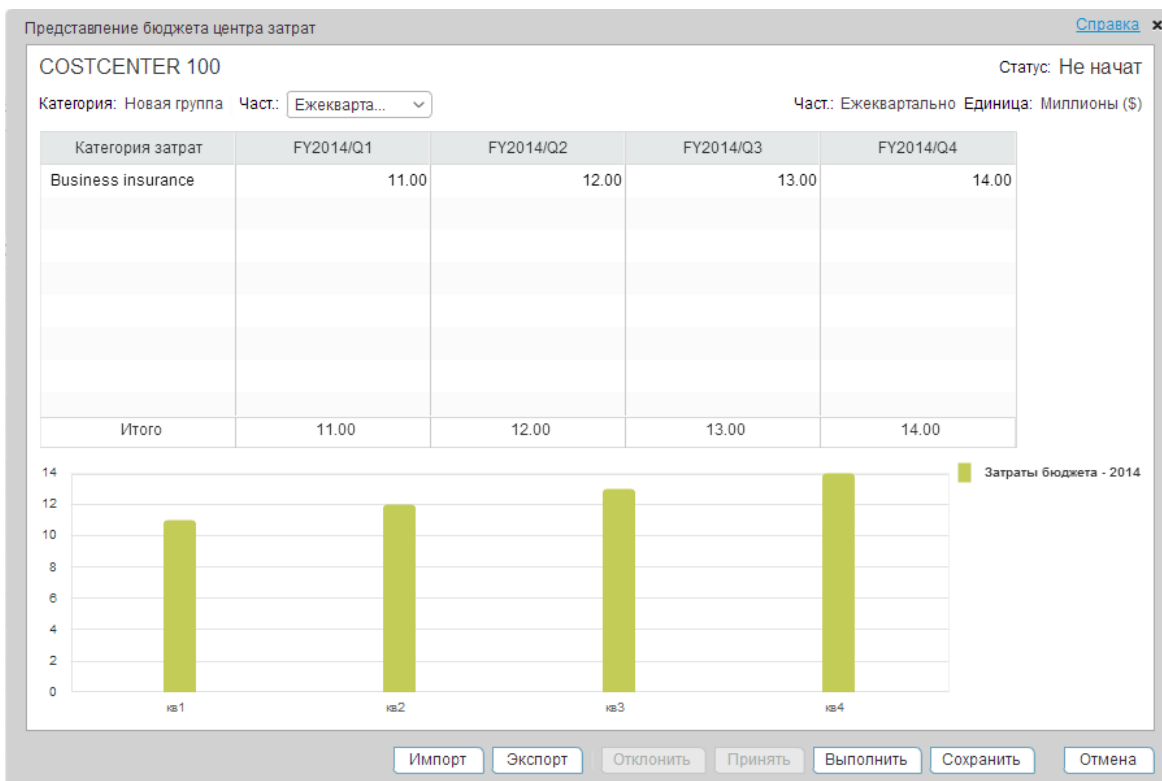 Представление бюджета центра затрат Справка ×
COSTCENTER 100 Статус: Не начат
Категория: Новая группа Част.: Ежекварта... Част.: Ежеквартально Единица: Миллионы ($)
Категория затрат FY2014/Q1 FY2014/Q2 FY2014/Q3 FY2014/Q4
Business insurance 11.00 12.00 13.00 14.00
Итого 11.00 12.00 13.00 14.00
14 Затраты бюджета - 2014
12
10
8
6
4
2
0
кв1 кв2 кв3 кв4
Импорт Экспорт Отклонить Принять Выполнить Сохранить Отмена